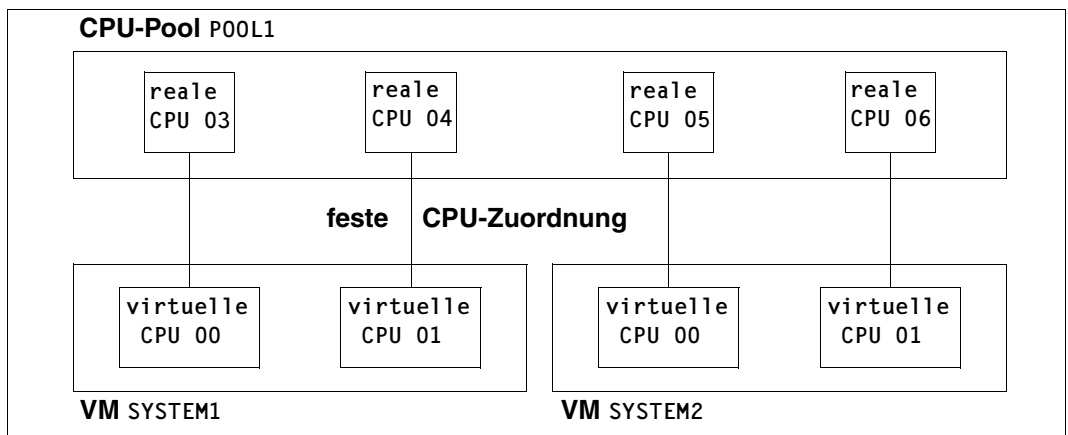 CPU-Pool POOL1
reale
CPU 03
reale
CPU 04
reale
CPU 05
reale
CPU 06
feste CPU-Zuordnung
virtuelle
CPU 00
virtuelle
CPU 01
virtuelle
CPU 00
virtuelle
CPU 01
VM SYSTEM1
VM SYSTEM2